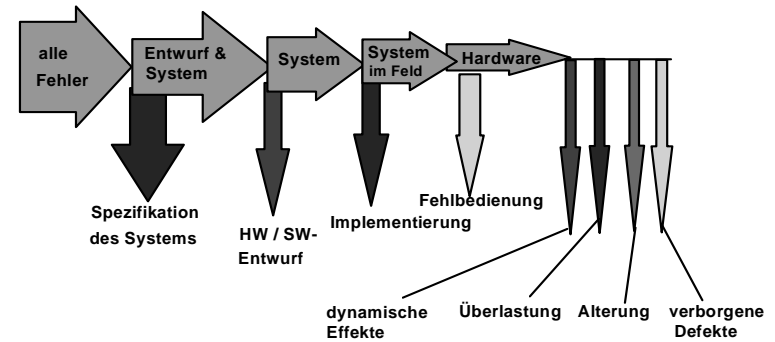 alle
Fehler
Entwurf &
System
System
System
im Feld
Hardware
Spezifikation
des Systems
HW / SW-
Entwurf
Implementierung
Fehlbedienung
dynamische
Effekte
Überlastung
Alterung
verborgene
Defekte